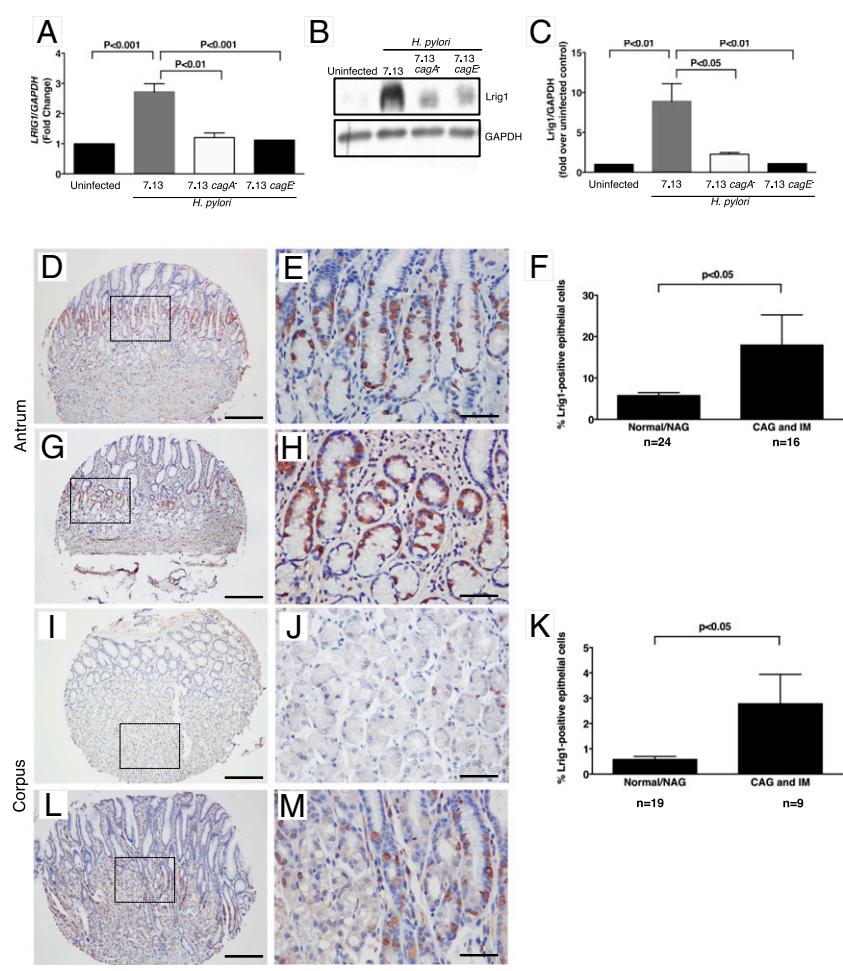 A
P<0.001
P<0.001
P<0.01
LRIG1/GAPDH
(Fold Change)
4
3
2
1
0
Uninfected
7.13
7.13 cagA-
7.13 cagE-
H. pylori
B
H. pylori
Uninfected
7.13
7.13
cagA-
7.13
cagE-
Lrig1
GAPDH
C
P<0.01
P<0.01
P<0.05
Lrig1/GAPDH
(fold over uninfected control)
15
10
5
0
Uninfected
7.13
7.13 cagA-
7.13 cagE-
H. pylori
Antrum
D
E
F
p<0.05
% Lrig1-positive epithelial cells
30
20
10
0
Normal/NAG
CAG and IM
n=24
n=16
G
H
Corpus
I
J
K
p<0.05
% Lrig1-positive epithelial cells
5
4
3
2
1
0
Normal/NAG
CAG and IM
n=19
n=9
L
M